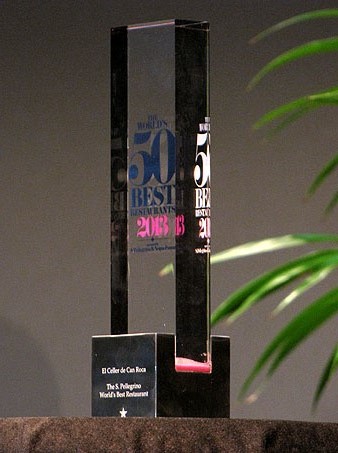 THE
WORLD'S
50
BEST
RESTAURANTS
2013
El Celler de Can Roca
The S. Pellegrino
World's Best Restaurant